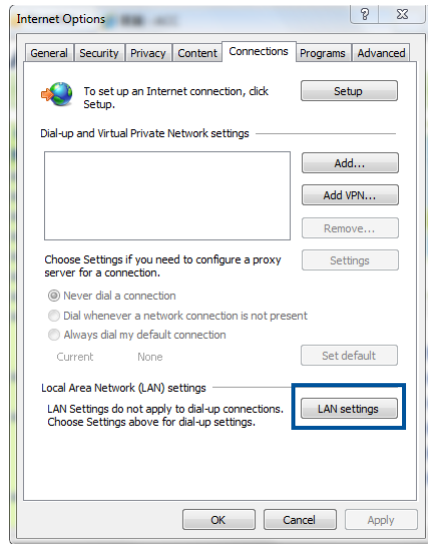 Internet Options
General Security Privacy Content Connections Programs Advanced
To set up an Internet connection, click
Setup.
Setup
Dial-up and Virtual Private Network settings
Add...
Add VPN...
Remove...
Choose Settings if you need to configure a proxy
server for a connection.
Settings
Never dial a connection
Dial whenever a network connection is not present
Always dial my default connection
Current None
Set default
Local Area Network (LAN) settings
LAN Settings do not apply to dial-up connections.
Choose Settings above for dial-up settings.
LAN settings
OK Cancel Apply